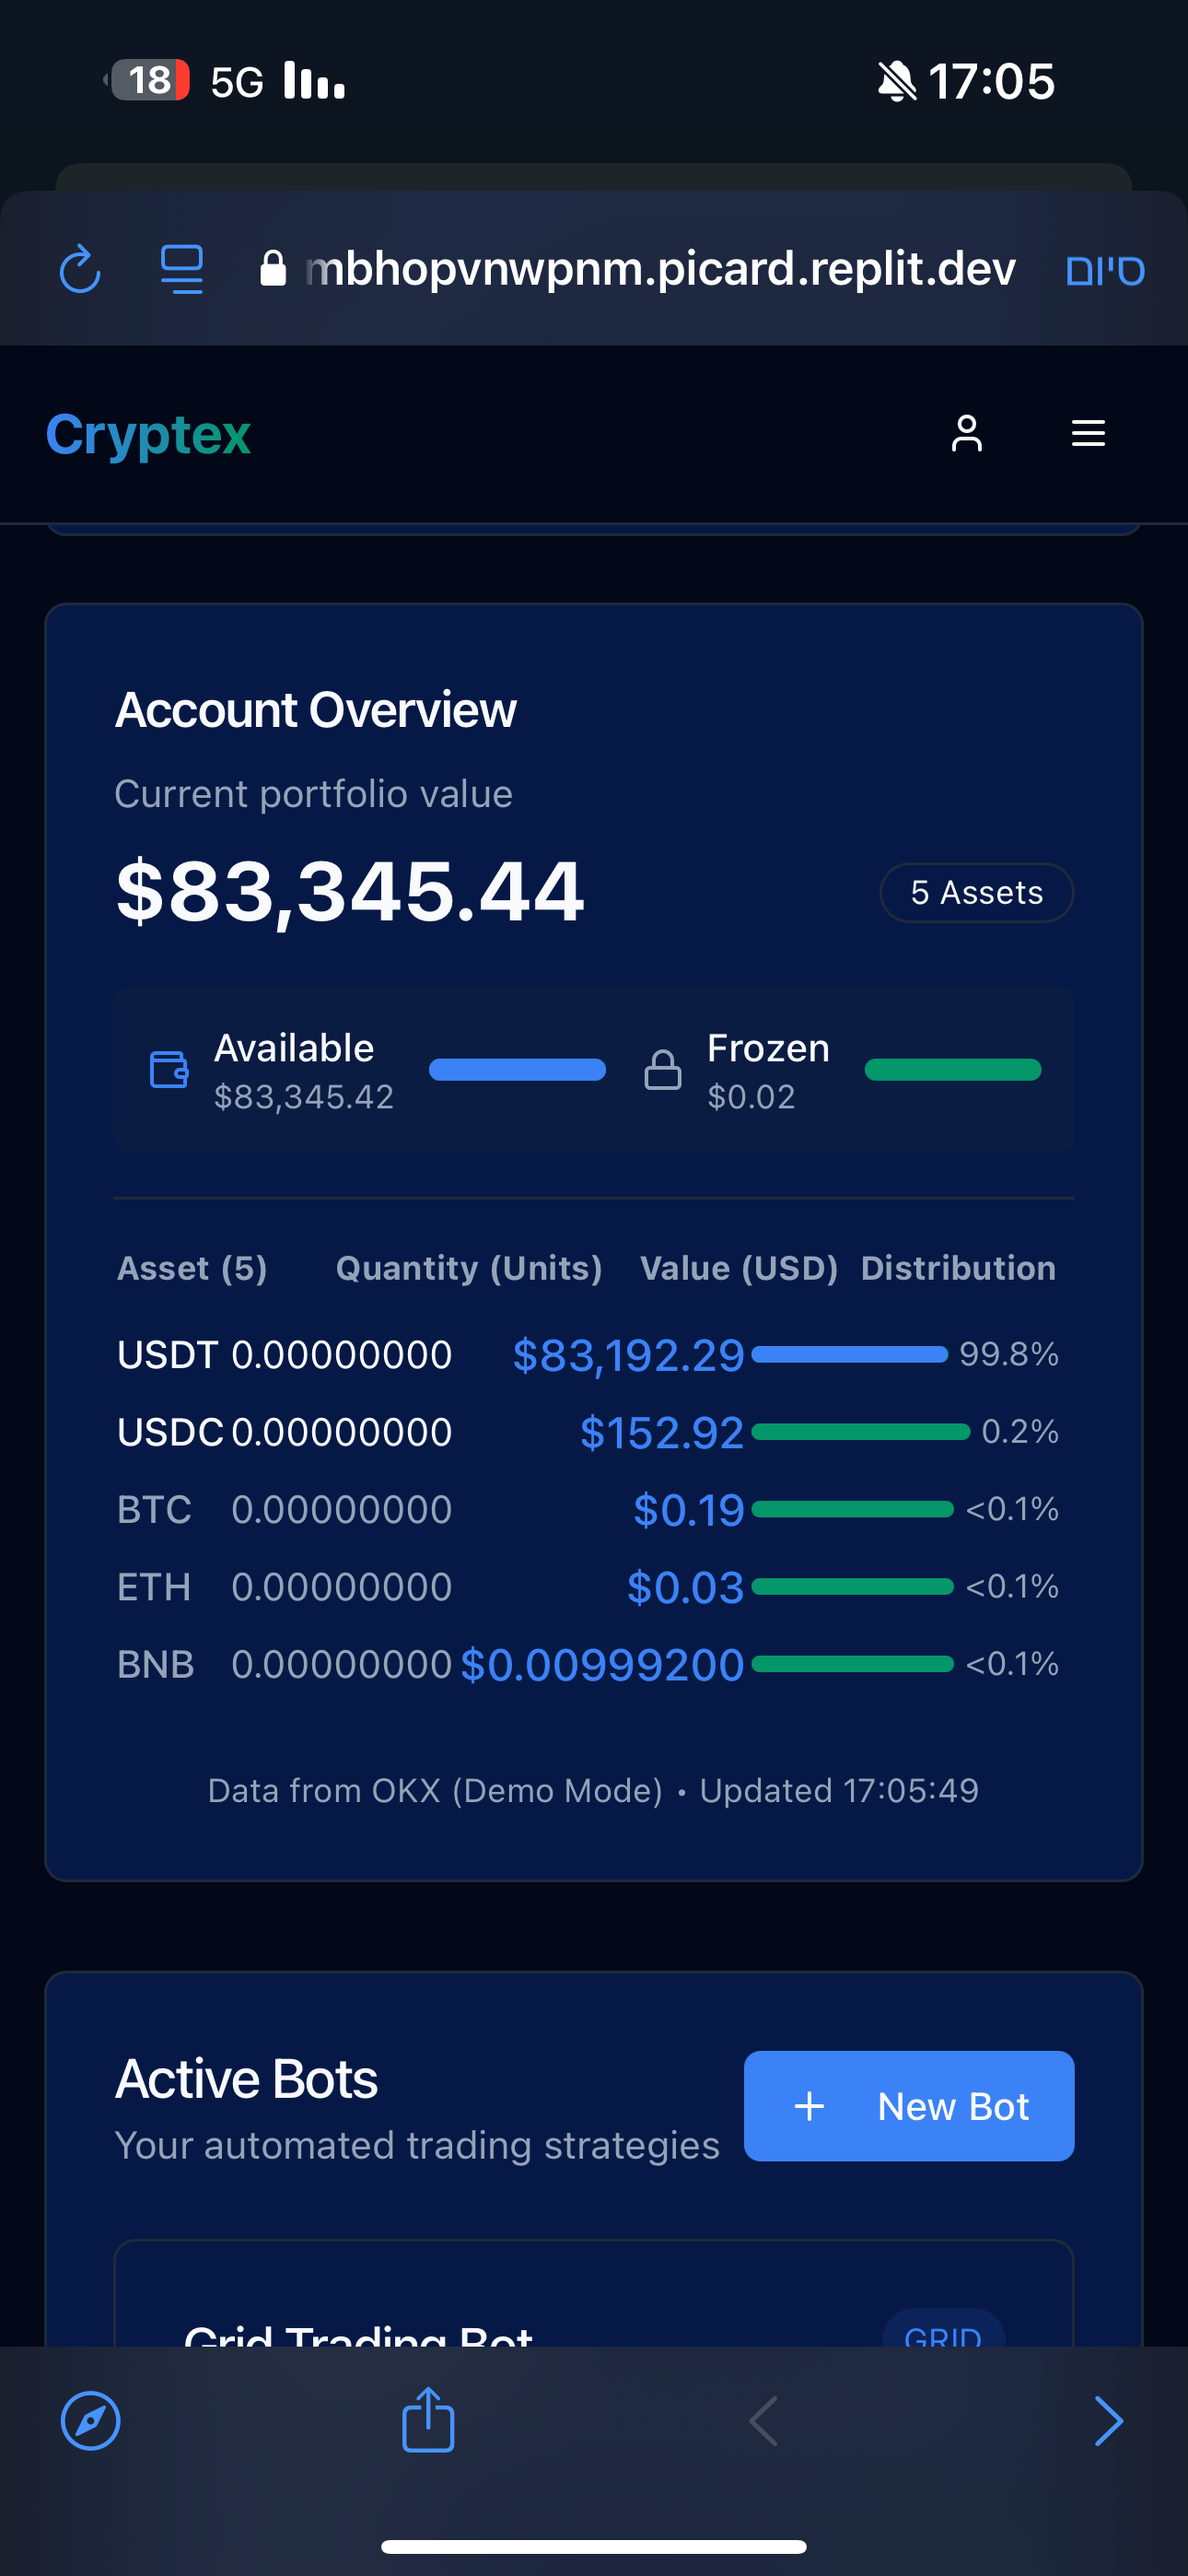 18 5G 17:05
mbhopvnwpnm.picard.replit.dev סיום
Cryptex
Account Overview
Current portfolio value
$83,345.44 5 Assets
Available Frozen
$83,345.42 $0.02
Asset (5) Quantity (Units) Value (USD) Distribution
USDT 0.00000000 $83,192.29 99.8%
USDC 0.00000000 $152.92 0.2%
BTC 0.00000000 $0.19 <0.1%
ETH 0.00000000 $0.03 <0.1%
BNB 0.00000000 $0.00999200 <0.1%
Data from OKX (Demo Mode) • Updated 17:05:49
Active Bots
Your automated trading strategies
+ New Bot
Grid Trading Bot GRID